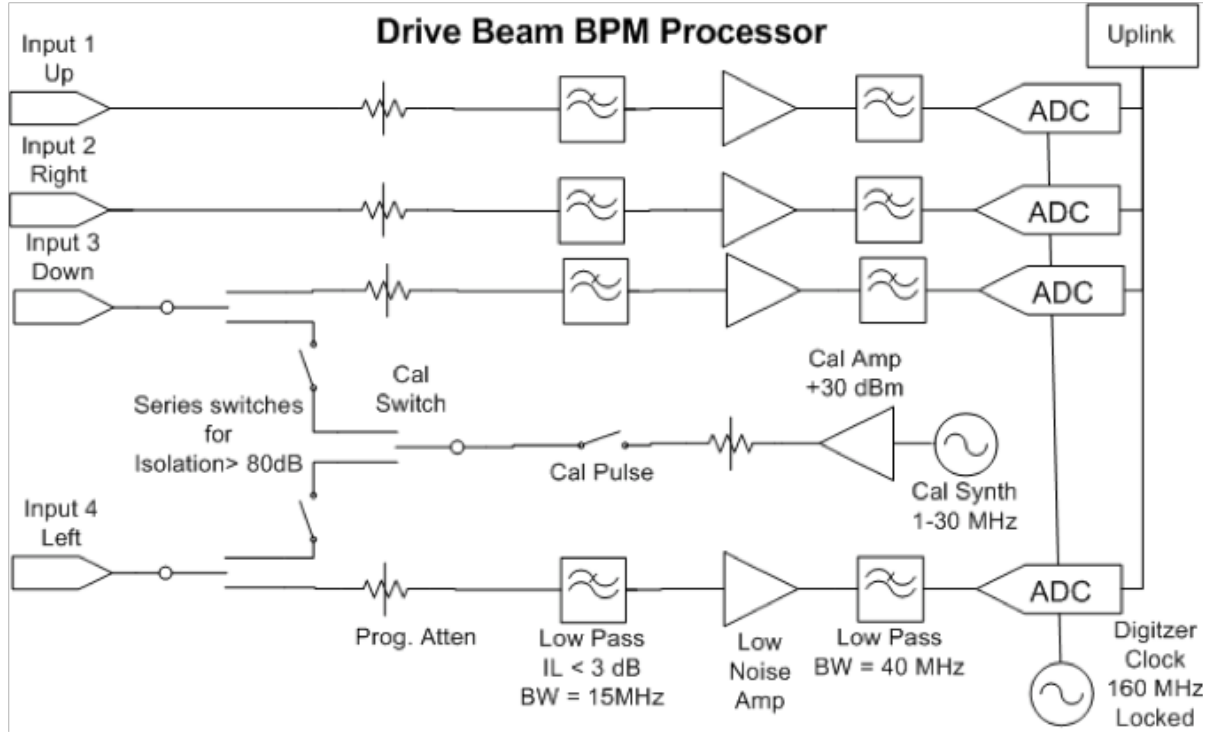 Drive Beam BPM Processor
Uplink
Input 1
Up
ADC
Input 2
Right
ADC
Input 3
Down
ADC
Cal Amp
+30 dBm
Cal
Switch
Series switches
for
Isolation> 80dB
Cal Pulse
Cal Synth
1-30 MHz
Input 4
Left
ADC
Prog. Atten
Low Pass
IL < 3 dB
BW = 15MHz
Low
Noise
Amp
Low Pass
BW = 40 MHz
Digitzer
Clock
160 MHz
Locked